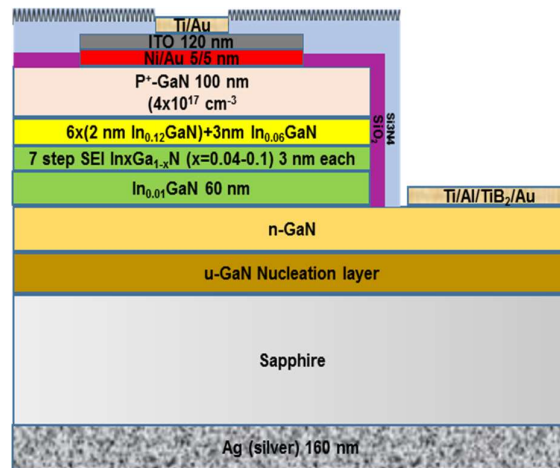 Ti/Au
ITO 120 nm
Ni/Au 5/5 nm
P⁺-GaN 100 nm
(4x10¹⁷ cm⁻³
6x(2 nm In₀.₁₂GaN)+3nm In₀.₀₆GaN
7 step SEI InxGa₁₋ₓN (x=0.04-0.1) 3 nm each
In₀.₀₁GaN 60 nm
SiO₂
Si3N4
Ti/Al/TiB₂/Au
n-GaN
u-GaN Nucleation layer
Sapphire
Ag (silver) 160 nm